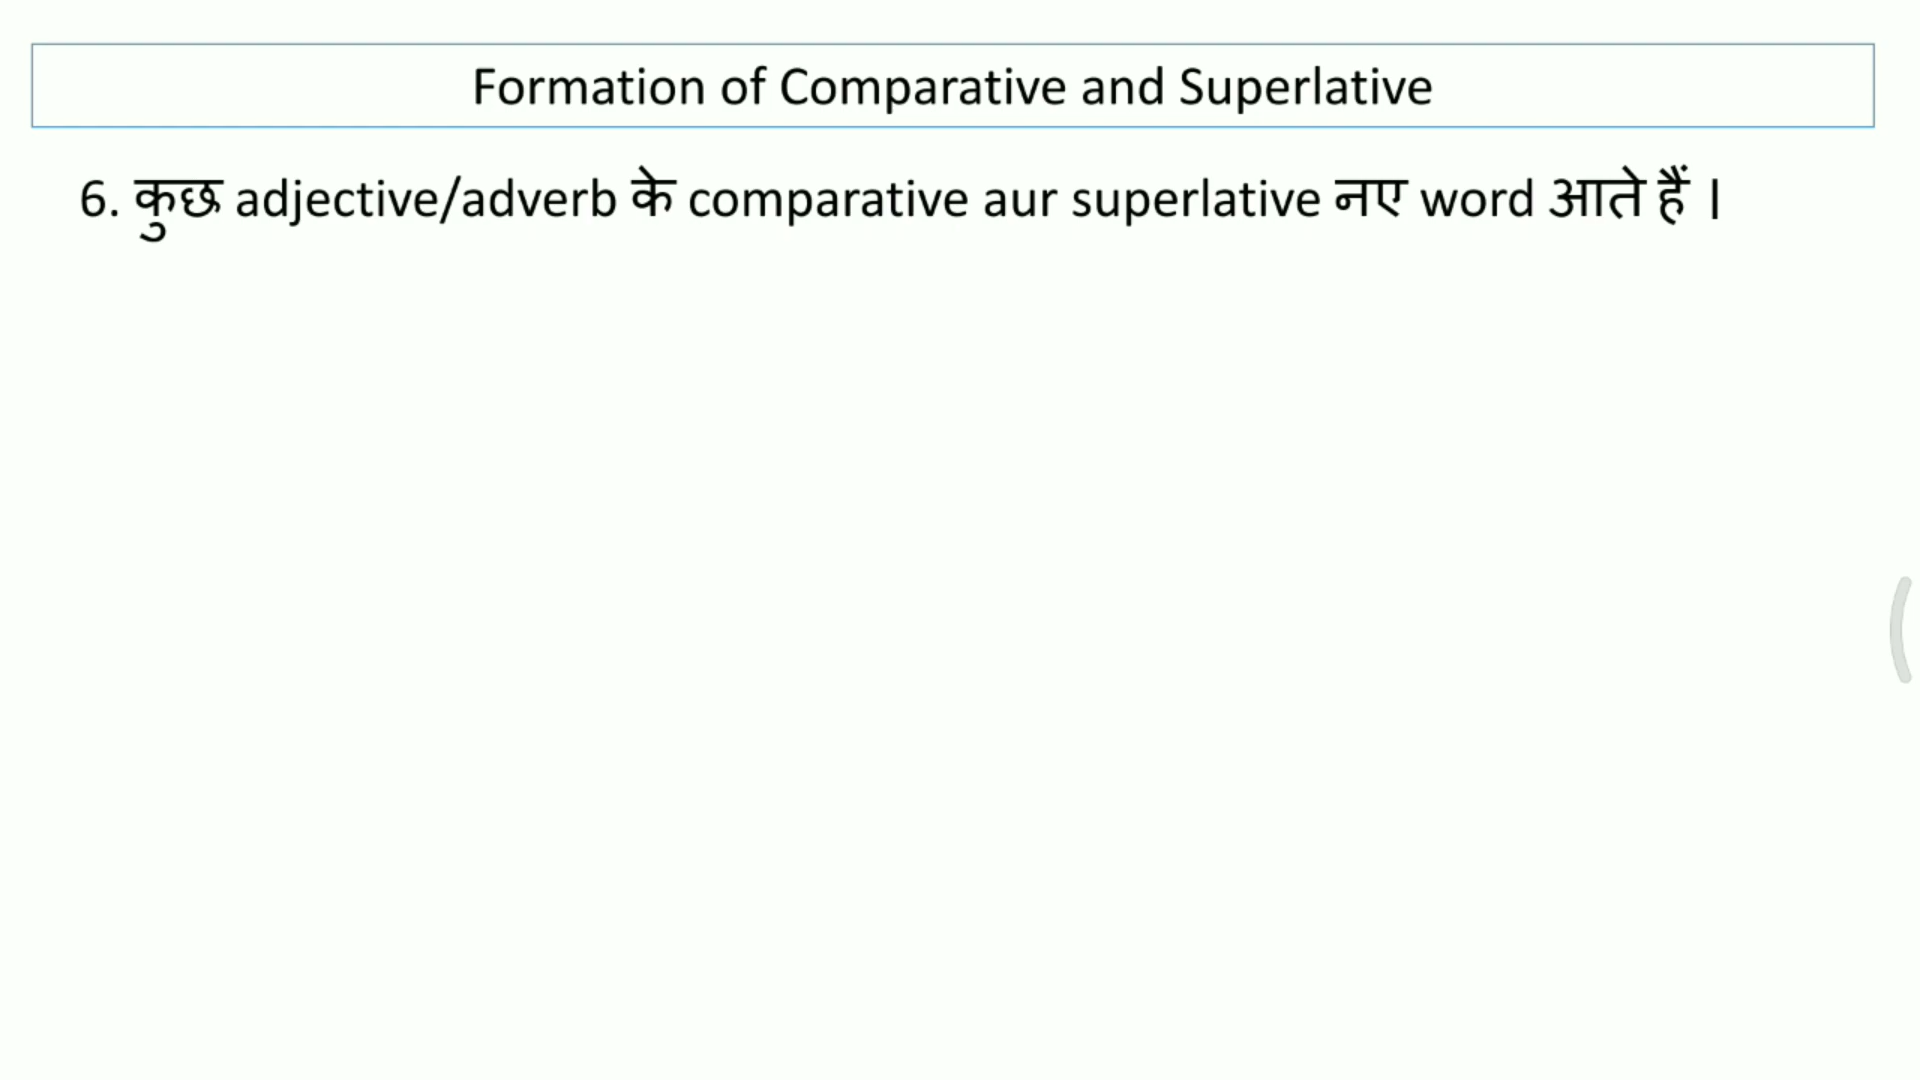 Formation of Comparative and Superlative
6. कुछ adjective/adverb के comparative aur superlative नए word आते हैं ।